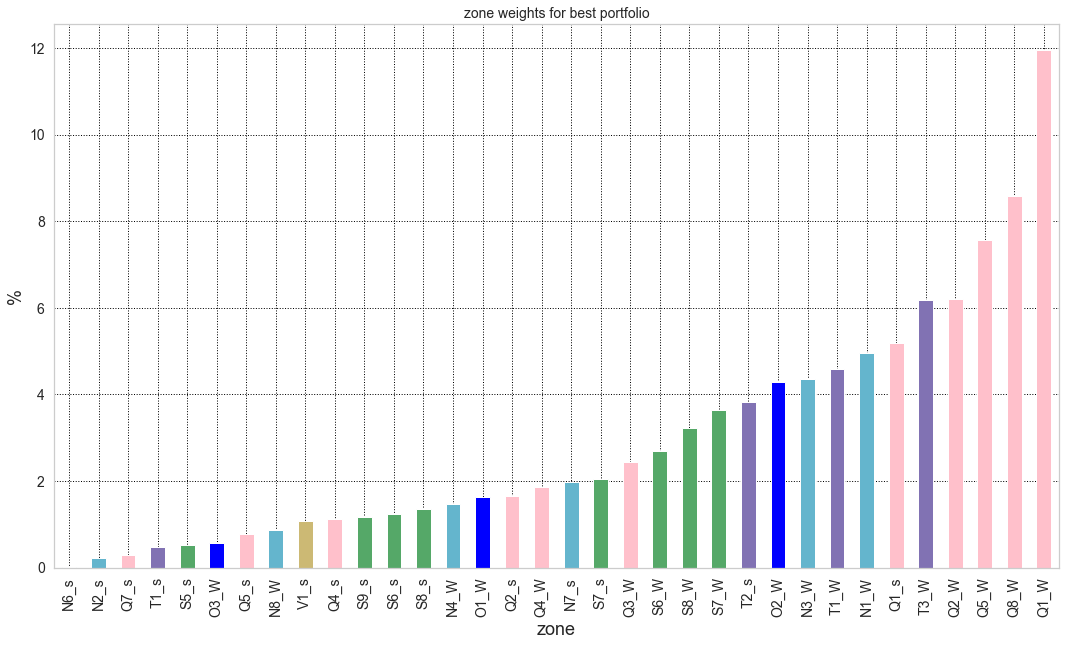 zone weights for best portfolio
12
10
8
6
4
2
0
%
N6_s
N2_s
Q7_s
T1_s
S5_s
O3_W
Q5_s
N8_W
V1_s
Q4_s
S9_s
S6_s
S8_s
N4_W
O1_W
Q2_s
Q4_W
N7_s
S7_s
Q3_W
S6_W
S8_W
S7_W
T2_s
O2_W
N3_W
T1_W
N1_W
Q1_s
T3_W
Q2_W
Q5_W
Q8_W
Q1_W
zone